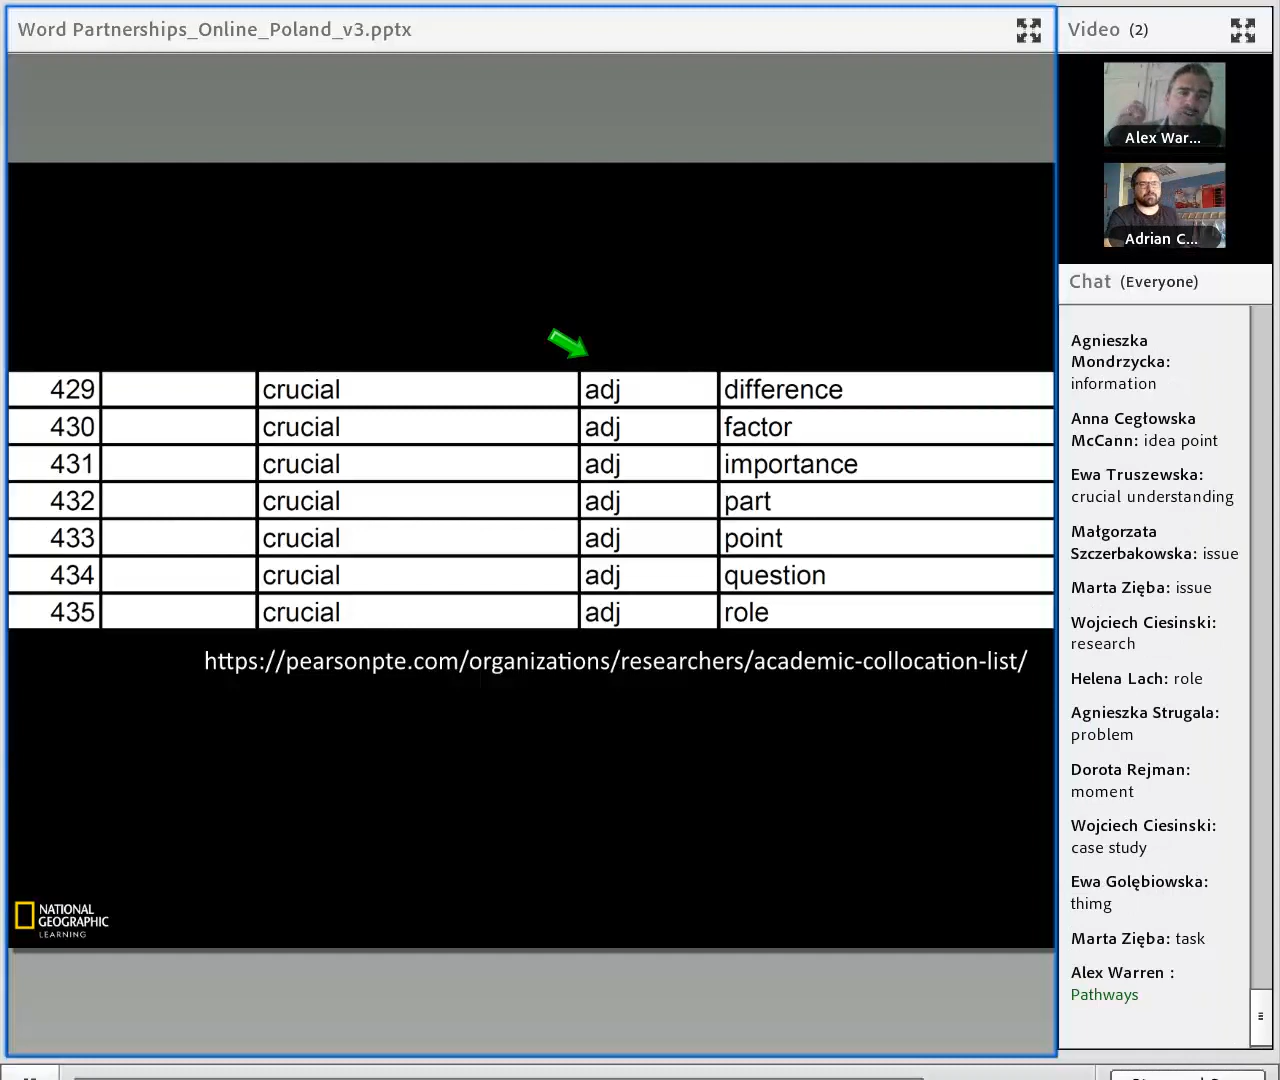 Word Partnerships_Online_Poland_v3.pptx
Video (2)
Alex War...
Adrian C...
Chat (Everyone)
429 crucial adj difference
430 crucial adj factor
431 crucial adj importance
432 crucial adj part
433 crucial adj point
434 crucial adj question
435 crucial adj role
https://pearsonpte.com/organizations/researchers/academic-collocation-list/
NATIONAL
GEOGRAPHIC
LEARNING
Agnieszka
Mondrzycka:
information
Anna Cegłowska
McCann: idea point
Ewa Truszewska:
crucial understanding
Małgorzata
Szczerbakowska: issue
Marta Zięba: issue
Wojciech Ciesinski:
research
Helena Lach: role
Agnieszka Strugala:
problem
Dorota Rejman:
moment
Wojciech Ciesinski:
case study
Ewa Golębiowska:
thimg
Marta Zięba: task
Alex Warren :
Pathways